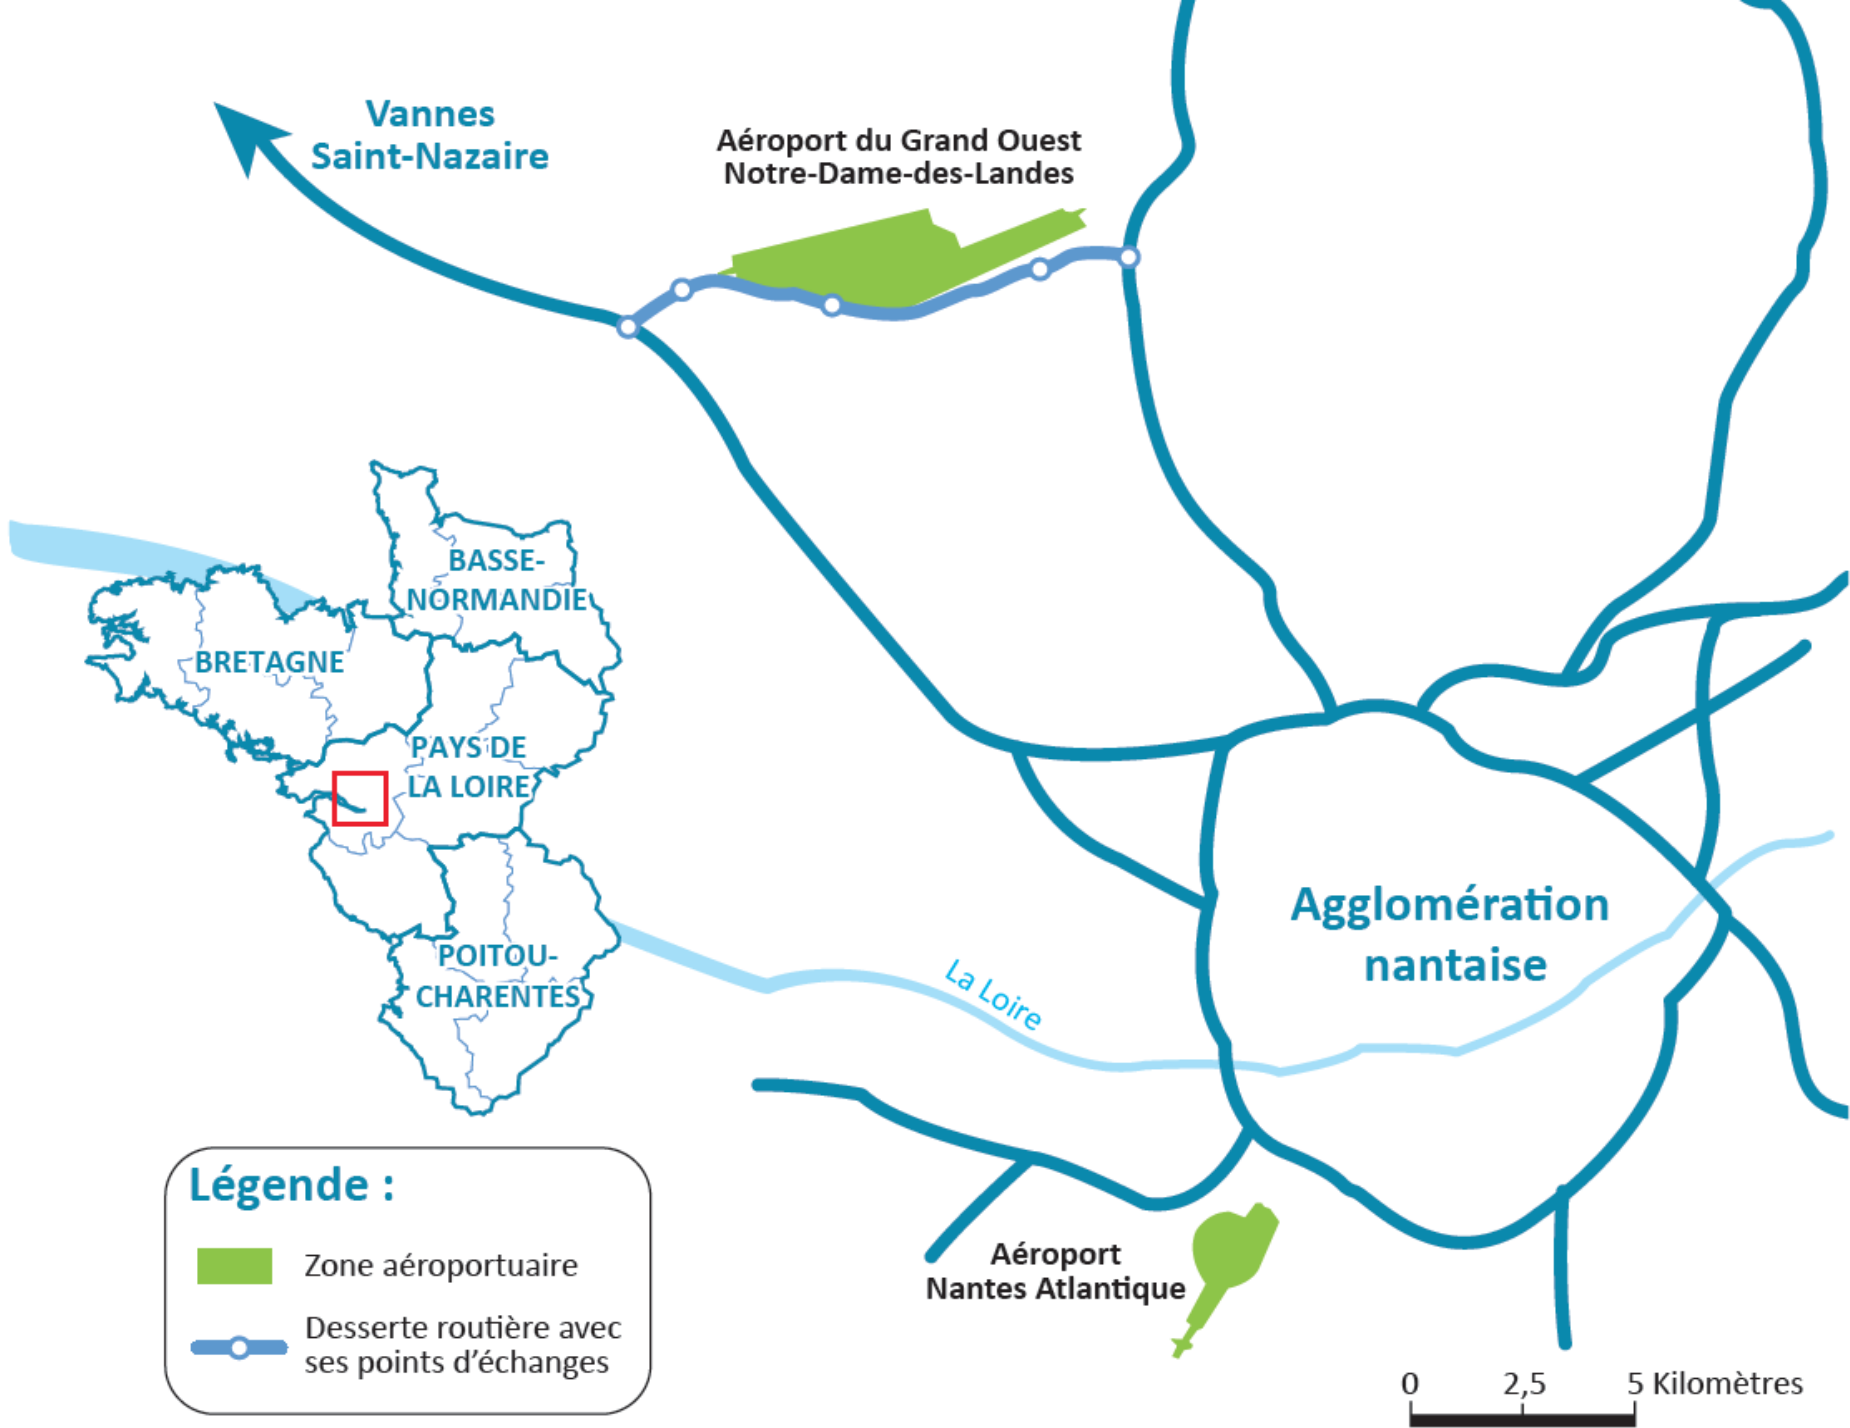 Vannes
Saint-Nazaire
Aéroport du Grand Ouest
Notre-Dame-des-Landes
BASSE-
NORMANDIE
BRETAGNE
PAYS DE
LA LOIRE
POITOU-
CHARENTES
Agglomération
nantaise
La Loire
Aéroport
Nantes Atlantique
Légende :
Zone aéroportuaire
Desserte routière avec
ses points d'échanges
0 2,5 5 Kilomètres